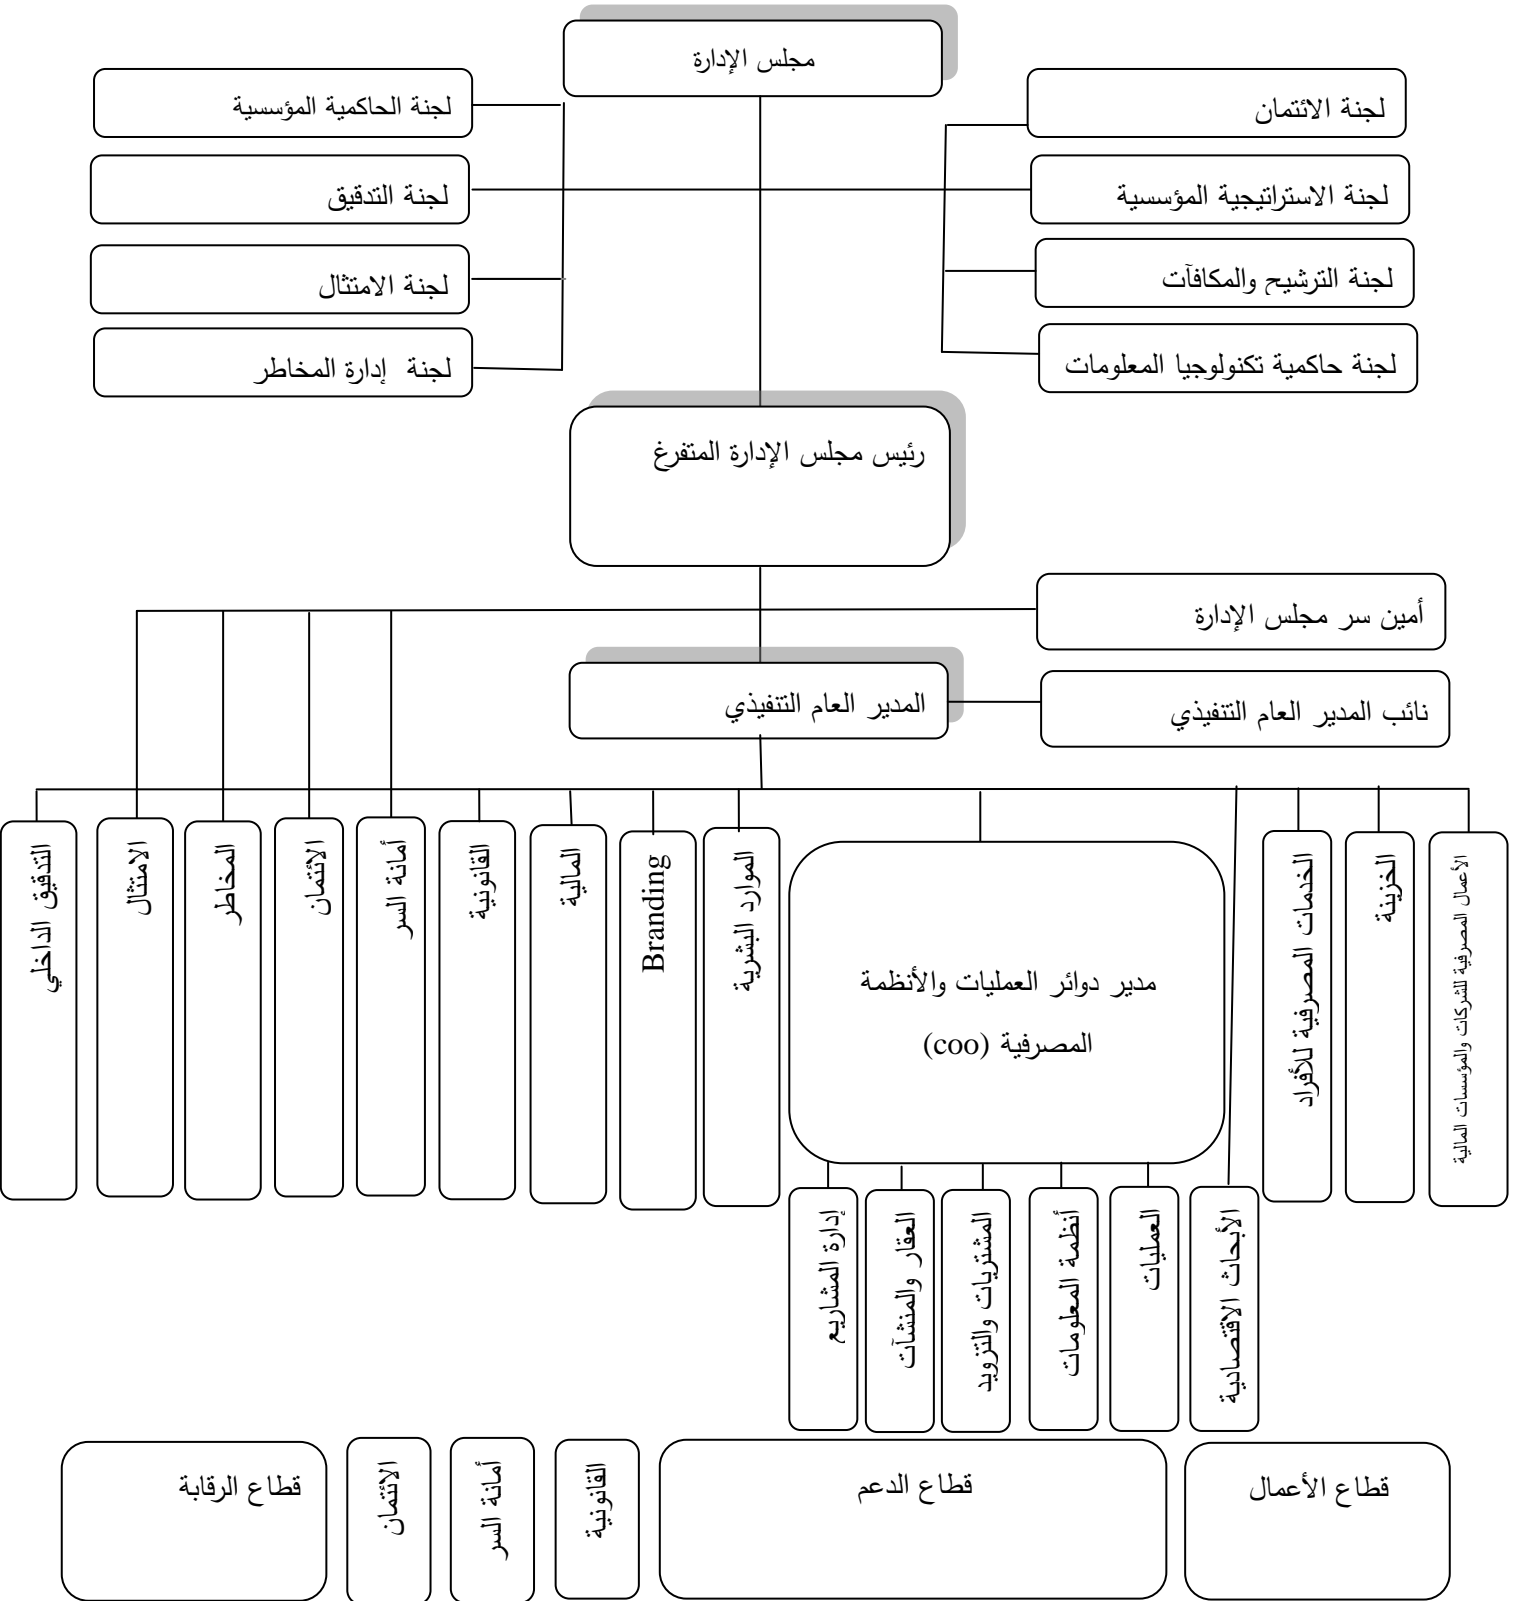 مجلس الإدارة
لجنة الائتمان
لجنة الحاكمية المؤسسية
لجنة الاستراتيجية المؤسسية
لجنة التدقيق
لجنة الترشيح والمكافآت
لجنة الامتثال
لجنة حاكمية تكنولوجيا المعلومات
لجنة إدارة المخاطر
رئيس مجلس الإدارة المتفرغ
أمين سر مجلس الإدارة
المدير العام التنفيذي
نائب المدير العام التنفيذي
الأعمال المصرفية للشركات والمؤسسات المالية
الخزينة
الخدمات المصرفية للأفراد
مدير دوائر العمليات والأنظمة
المصرفية (coo)
الموارد البشرية
Branding
المالية
القانونية
أمانة السر
الائتمان
المخاطر
الامتثال
التدقيق الداخلي
الأبحاث الاقتصادية
العمليات
أنظمة المعلومات
المشتريات والتزويد
العقار والمنشآت
إدارة المشاريع
قطاع الأعمال
قطاع الدعم
القانونية
أمانة السر
الائتمان
قطاع الرقابة